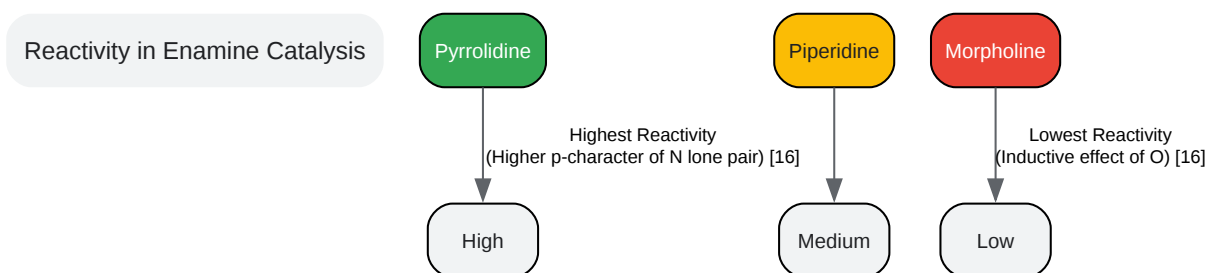 Reactivity in Enamine Catalysis
Pyrrolidine
Piperidine
Morpholine
Highest Reactivity
(Higher p-character of N lone pair) [16]
Lowest Reactivity
(Inductive effect of O) [16]
High
Medium
Low